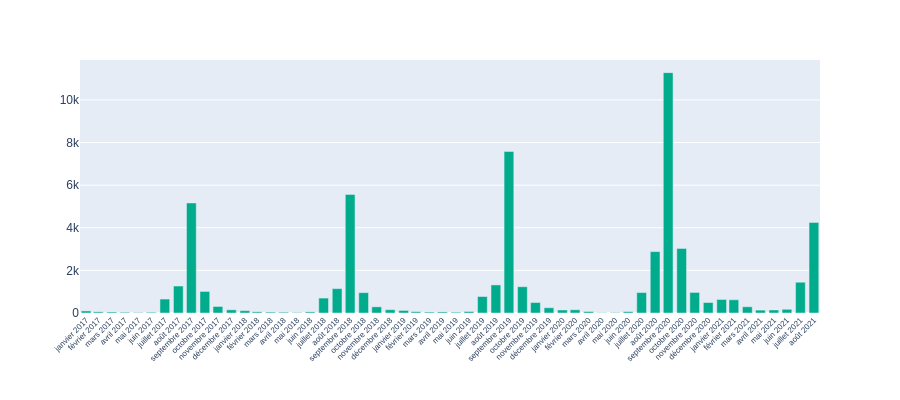 10k
8k
6k
4k
2k
0
janvier 2017
février 2017
mars 2017
avril 2017
mai 2017
juin 2017
juillet 2017
août 2017
septembre 2017
octobre 2017
novembre 2017
décembre 2017
janvier 2018
février 2018
mars 2018
avril 2018
mai 2018
juin 2018
juillet 2018
août 2018
septembre 2018
octobre 2018
novembre 2018
décembre 2018
janvier 2019
février 2019
mars 2019
avril 2019
mai 2019
juin 2019
juillet 2019
août 2019
septembre 2019
octobre 2019
novembre 2019
décembre 2019
janvier 2020
février 2020
mars 2020
avril 2020
mai 2020
juin 2020
juillet 2020
août 2020
septembre 2020
octobre 2020
novembre 2020
décembre 2020
janvier 2021
février 2021
mars 2021
avril 2021
mai 2021
juin 2021
juillet 2021
août 2021